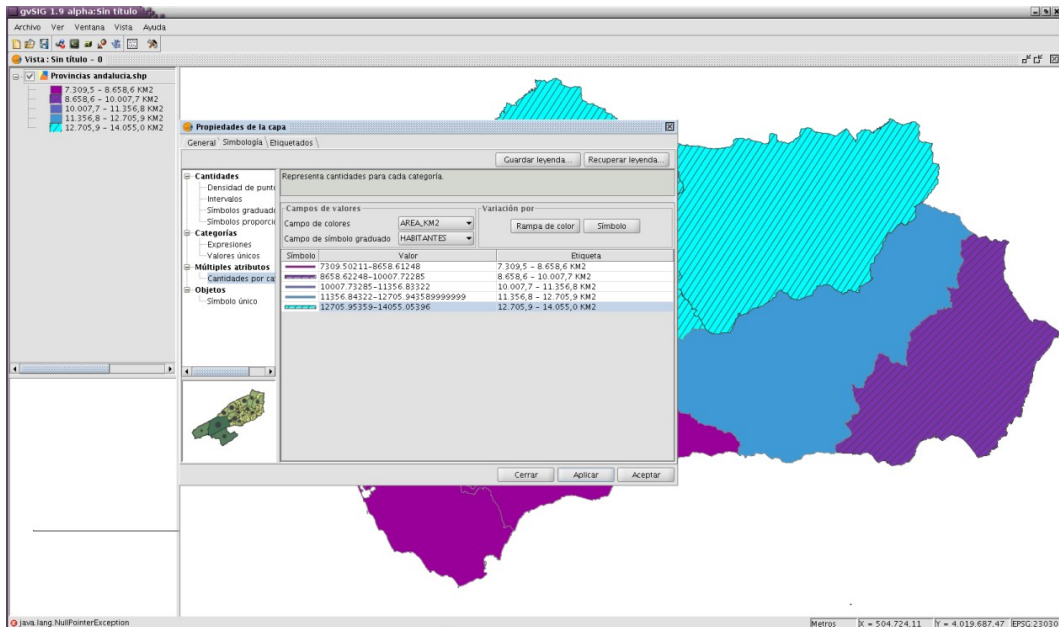 gvSIG 1.9 alpha:Sin título
Archivo Ver Ventana Vista Ayuda
Vista : Sin título - 0
Provincias andalucia.shp
7.309,5 - 8.658,6 KM2
8.658,6 - 10.007,7 KM2
10.007,7 - 11.356,8 KM2
11.356,8 - 12.705,9 KM2
12.705,9 - 14.055,0 KM2
Propiedades de la capa
General Simbología Etiquetados
Guardar leyenda... Recuperar leyenda...
Cantidades
Densidad de punt
Intervalos
Símbolos graduad
Símbolos proporci
Categorías
Expresiones
Valores únicos
Múltiples atributos
Cantidades por ca
Objetos
Símbolo único
Representa cantidades para cada categoría.
Campos de valores
Campo de colores AREA_KM2
Campo de símbolo graduado HABITANTES
Variación por
Rampa de color Símbolo
Símbolo Valor Etiqueta
7309.50211-8658.61248 7.309,5 - 8.658,6 KM2
8658.62248-10007.72285 8.658,6 - 10.007,7 KM2
10007.73285-11356.83322 10.007,7 - 11.356,8 KM2
11356.84322-12705.943589999999 11.356,8 - 12.705,9 KM2
12705.95359-14055.05396 12.705,9 - 14.055,0 KM2
Cerrar Aplicar Aceptar
java.lang.NullPointerException
Metros X = 504.724,11 Y = 4.019.687,47 EPSG:23030